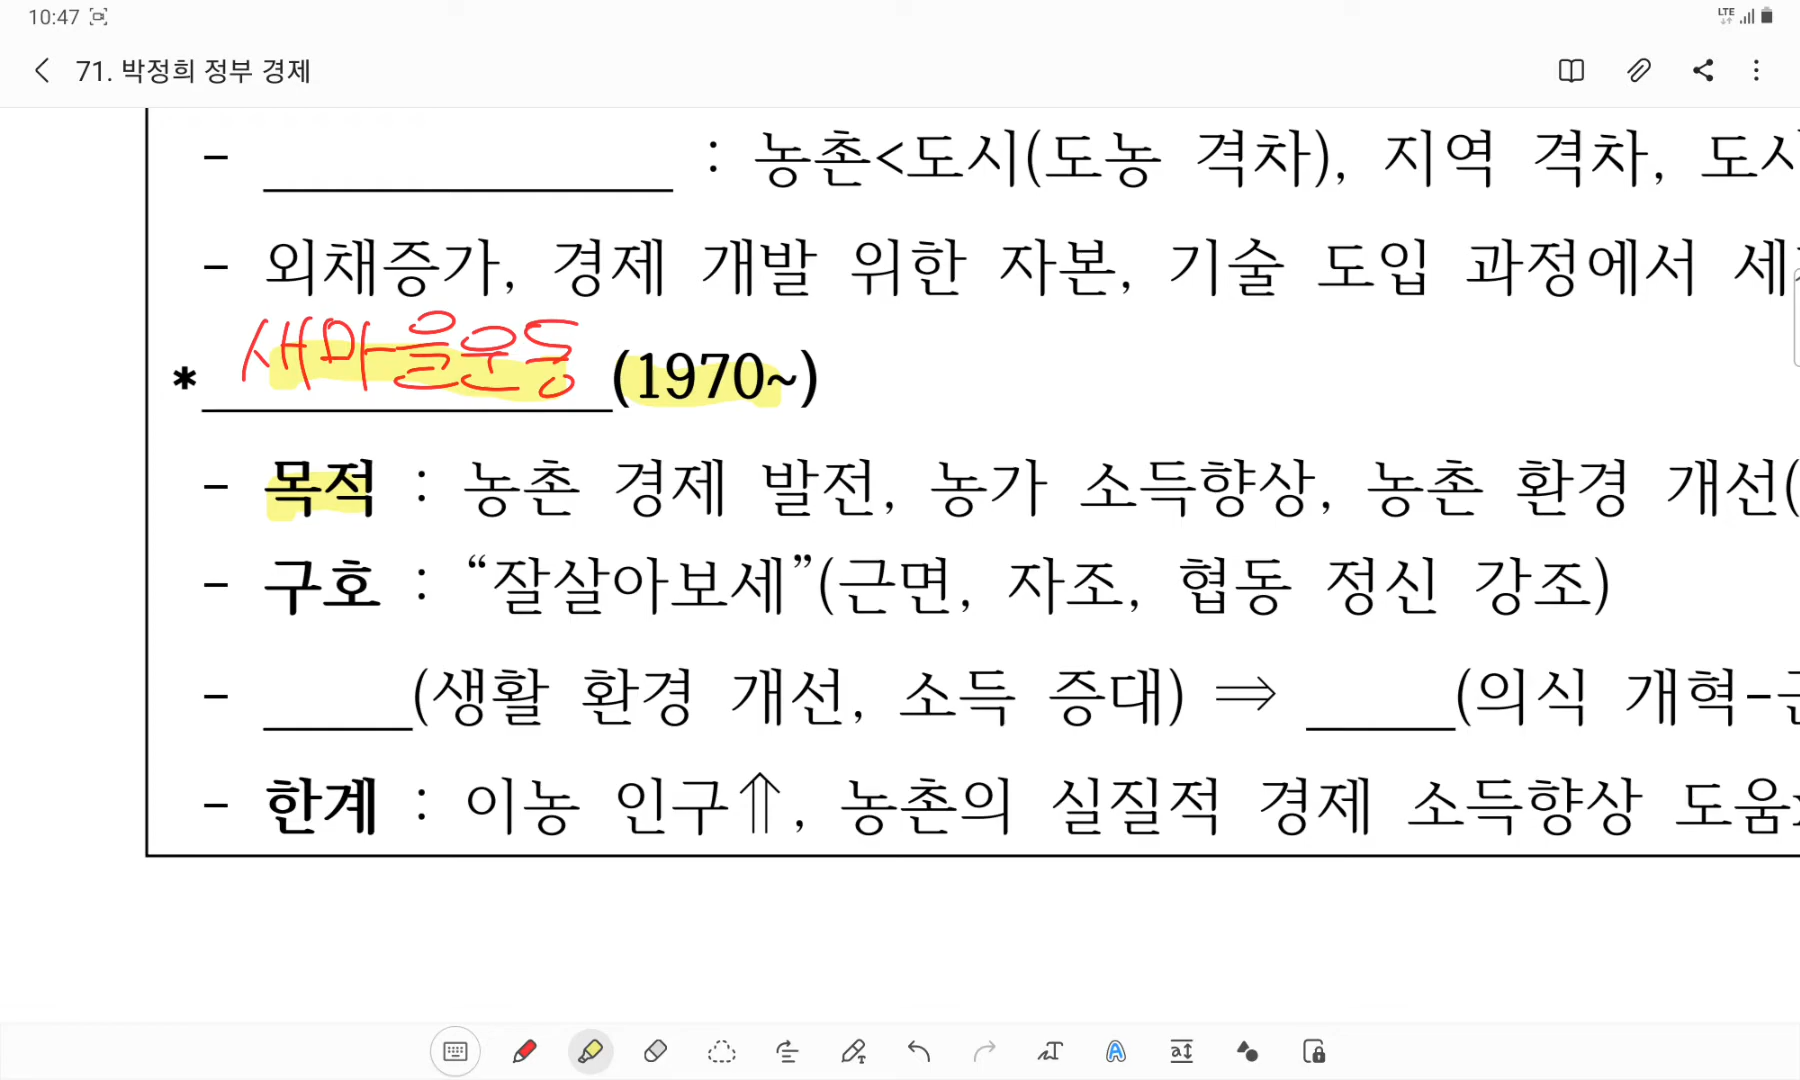 10:47
LTE
71. 박정희 정부 경제
- ____________ : 농촌<도시(도농 격차), 지역 격차, 도시
- 외채증가, 경제 개발 위한 자본, 기술 도입 과정에서 세
* 새마을운동(1970~)
- 목적 : 농촌 경제 발전, 농가 소득향상, 농촌 환경 개선(
- 구호 : “잘살아보세”(근면, 자조, 협동 정신 강조)
- ____(생활 환경 개선, 소득 증대) ⇒ ____(의식 개혁-
- 한계 : 이농 인구⇑, 농촌의 실질적 경제 소득향상 도움